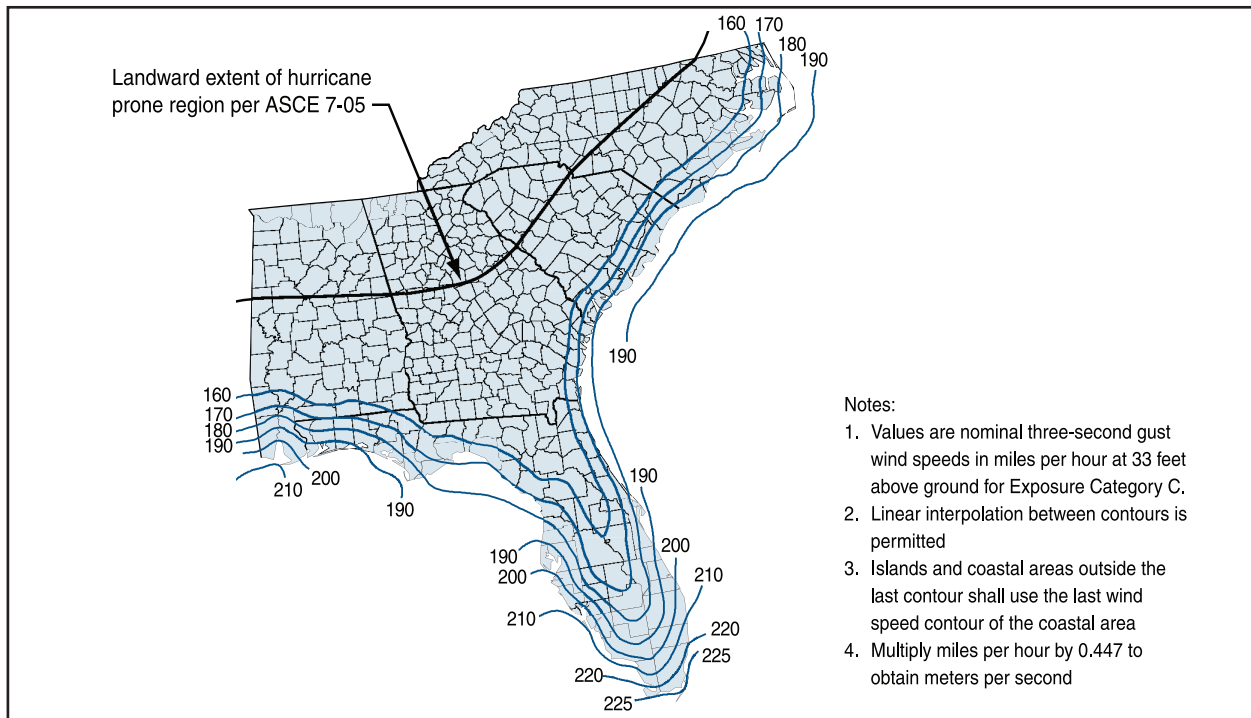 160
170
180
190
Landward extent of hurricane
prone region per ASCE 7-05
190
160
170
180
190
200
210
190
190
200
210
220
225
190
200
210
220
225
Notes:
1. Values are nominal three-second gust
wind speeds in miles per hour at 33 feet
above ground for Exposure Category C.
2. Linear interpolation between contours is
permitted
3. Islands and coastal areas outside the
last contour shall use the last wind
speed contour of the coastal area
4. Multiply miles per hour by 0.447 to
obtain meters per second